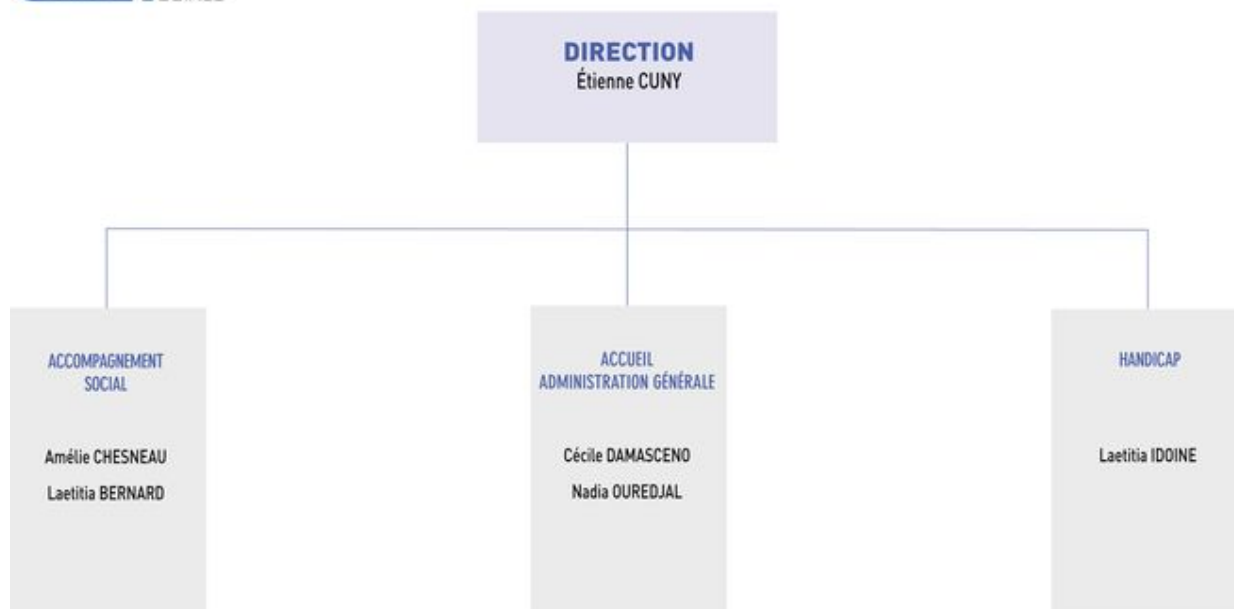 DIRECTION
Étienne CUNY
ACCOMPAGNEMENT
SOCIAL
Amélie CHESNEAU
Laetitia BERNARD
ACCUEIL
ADMINISTRATION GÉNÉRALE
Cécile DAMASCENO
Nadia OUREDJAL
HANDICAP
Laetitia IDOINE